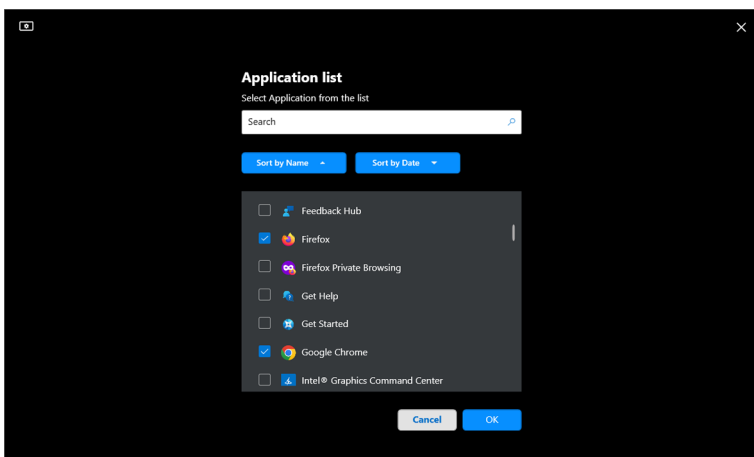 Application list
Select Application from the list
Search
Sort by Name
Sort by Date
Feedback Hub
Firefox
Firefox Private Browsing
Get Help
Get Started
Google Chrome
Intel® Graphics Command Center
Cancel
OK